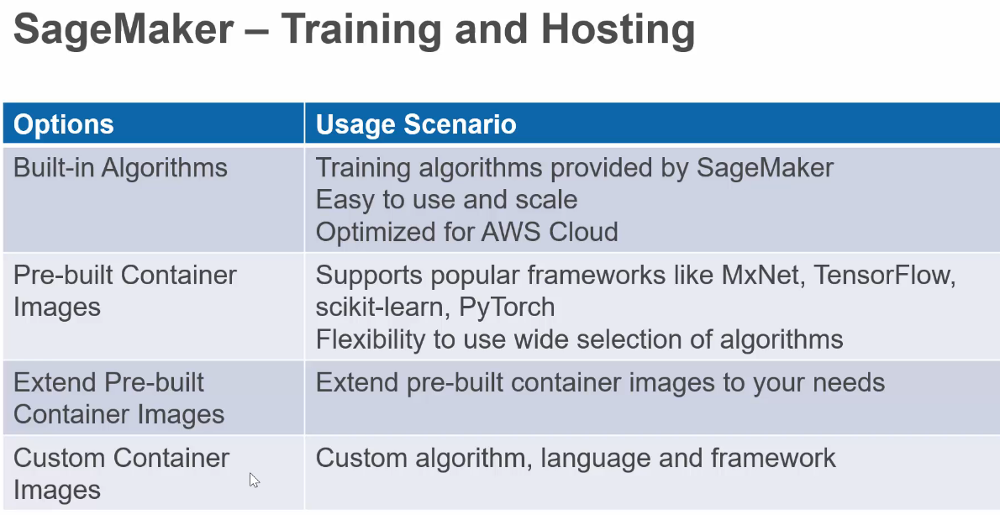 SageMaker – Training and Hosting
Options
Usage Scenario
Built-in Algorithms
Training algorithms provided by SageMaker
Easy to use and scale
Optimized for AWS Cloud
Pre-built Container
Images
Supports popular frameworks like MxNet, TensorFlow,
scikit-learn, PyTorch
Flexibility to use wide selection of algorithms
Extend Pre-built
Container Images
Extend pre-built container images to your needs
Custom Container
Images
Custom algorithm, language and framework